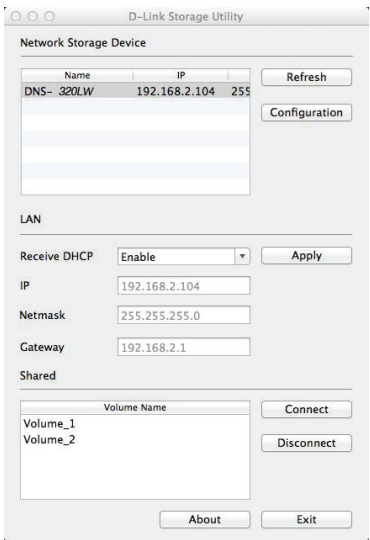 D-Link Storage Utility
Network Storage Device
Name IP
DNS- 320LW 192.168.2.104 255
Refresh
Configuration
LAN
Receive DHCP Enable Apply
IP 192.168.2.104
Netmask 255.255.255.0
Gateway 192.168.2.1
Shared
Volume Name
Volume_1
Volume_2
Connect
Disconnect
About Exit